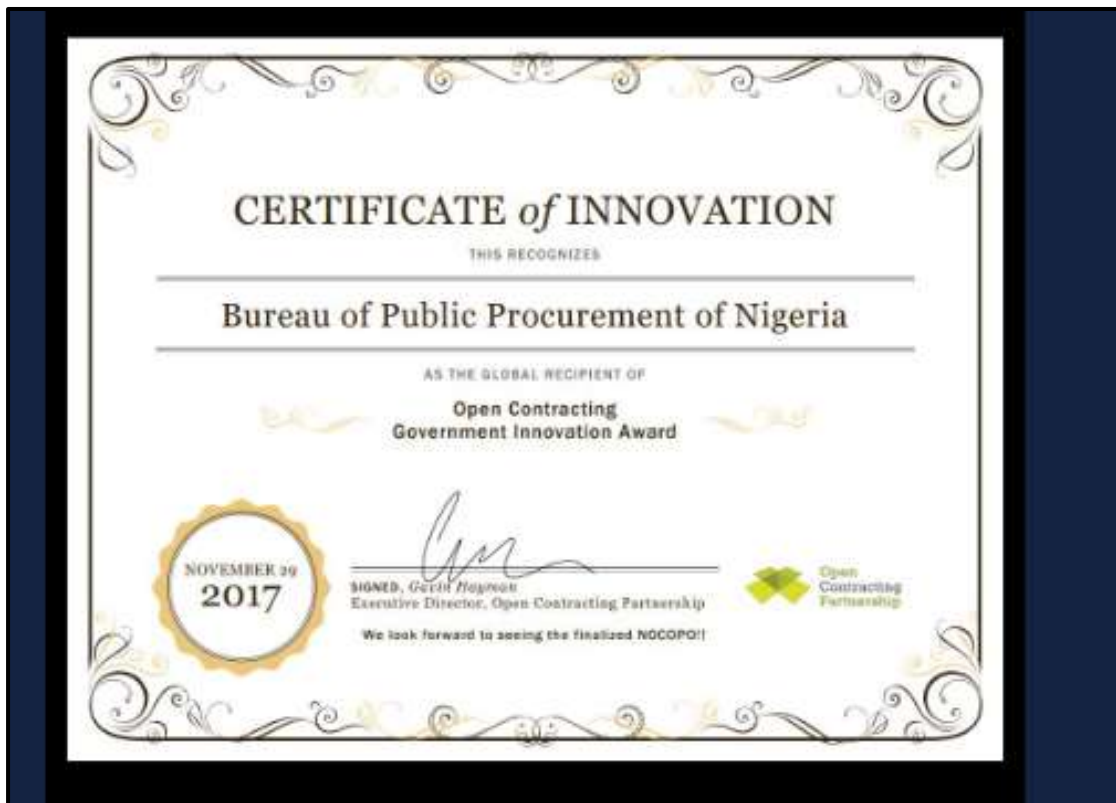 CERTIFICATE of INNOVATION
THIS RECOGNIZES
Bureau of Public Procurement of Nigeria
AS THE GLOBAL RECIPIENT OF
Open Contracting
Government Innovation Award
NOVEMBER 29
2017
SIGNED, Gavin Hayman
Executive Director, Open Contracting Partnership
We look forward to seeing the finalized NOCOPO!!
Open
Contracting
Partnership